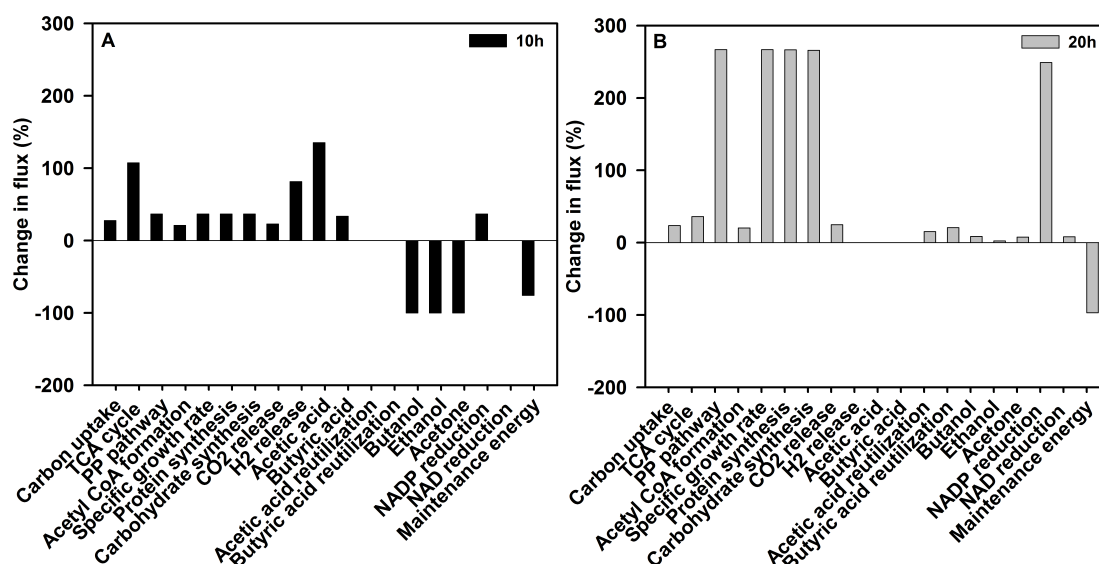 A
10h
300
200
100
0
-100
-200
Change in flux (%)
Carbon uptake
TCA cycle
PP pathway
Acetyl CoA formation
Specific growth rate
Protein synthesis
Carbohydrate synthesis
CO2 release
H2 release
Acetic acid
Butyric acid
Acetic acid reutilization
Butyric acid reutilization
Butanol
Ethanol
Acetone
NADP reduction
NAD reduction
Maintenance energy
B
20h
300
200
100
0
-100
-200
Change in flux (%)
Carbon uptake
TCA cycle
PP pathway
Acetyl CoA formation
Specific growth rate
Protein synthesis
Carbohydrate synthesis
CO2 release
H2 release
Acetic acid
Butyric acid
Acetic acid reutilization
Butyric acid reutilization
Butanol
Ethanol
Acetone
NADP reduction
NAD reduction
Maintenance energy